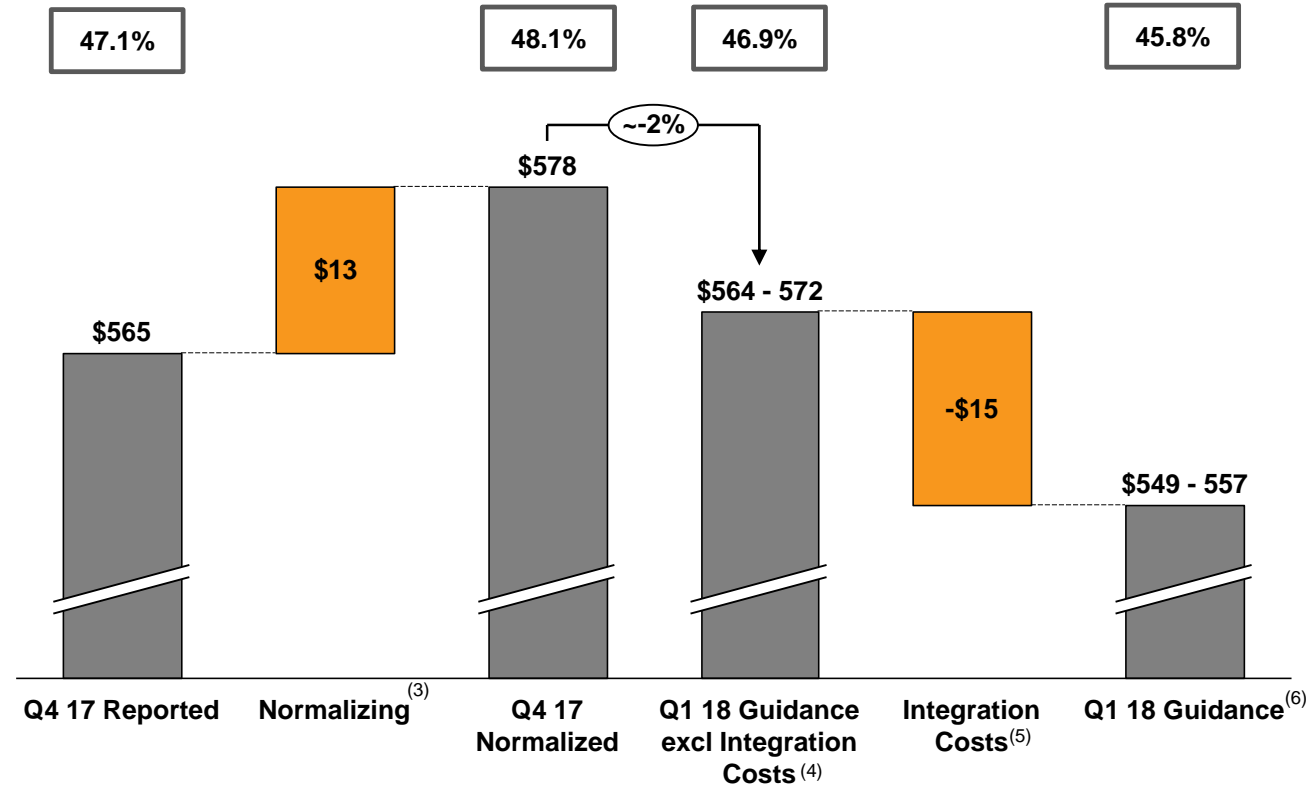 47.1%
48.1%
46.9%
45.8%
~-2%
$578
$13
$564 - 572
$565
-$15
$549 - 557
Q4 17 Reported
Normalizing(3)
Q4 17
Normalized
Q1 18 Guidance
excl Integration
Costs (4)
Integration
Costs(5)
Q1 18 Guidance(6)